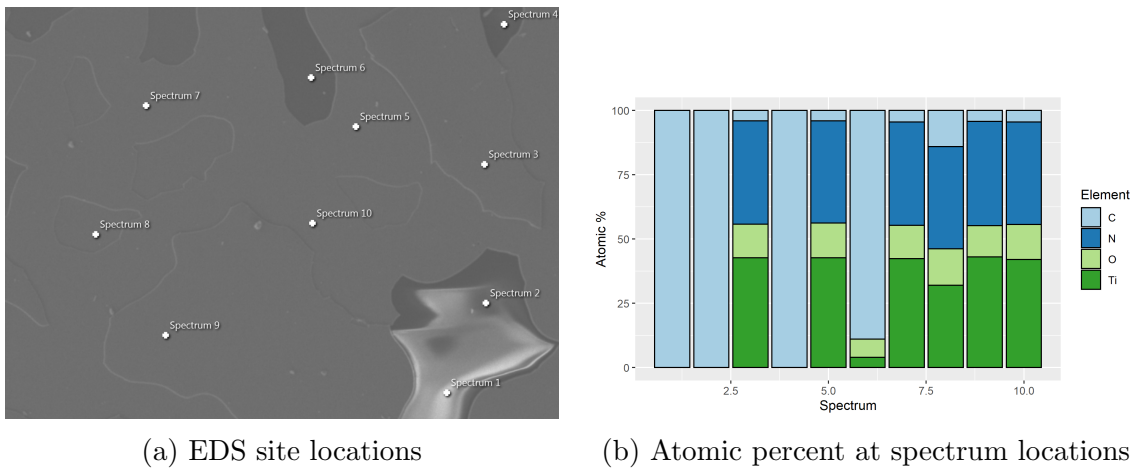 Spectrum 4
Spectrum 6
Spectrum 7
Spectrum 5
Spectrum 3
Spectrum 10
Spectrum 8
Spectrum 2
Spectrum 9
Spectrum 1
(a) EDS site locations
100
75
50
25
0
Atomic %
2.5 5.0 7.5 10.0
Spectrum
Element
C
N
O
Ti
(b) Atomic percent at spectrum locations